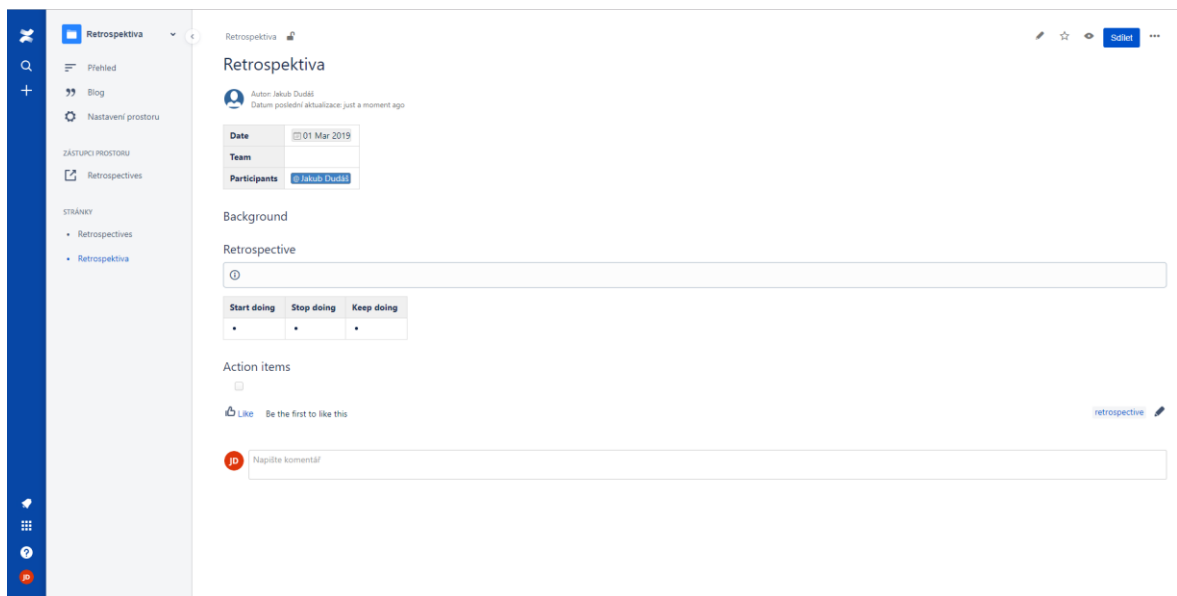 Retrospektiva
Přehled
Blog
Nastavení prostoru
ZÁSTUPCI PROSTORU
Retrospectives
STRÁNKY
Retrospectives
Retrospektiva
Retrospektiva
Sdílet
Retrospektiva
Autor: Jakub Dudáš
Datum poslední aktualizace: just a moment ago
Date 01 Mar 2019
Team
Participants @ Jakub Dudáš
Background
Retrospective
Start doing Stop doing Keep doing
Action items
Like Be the first to like this
retrospective
JD Napište komentář
JD